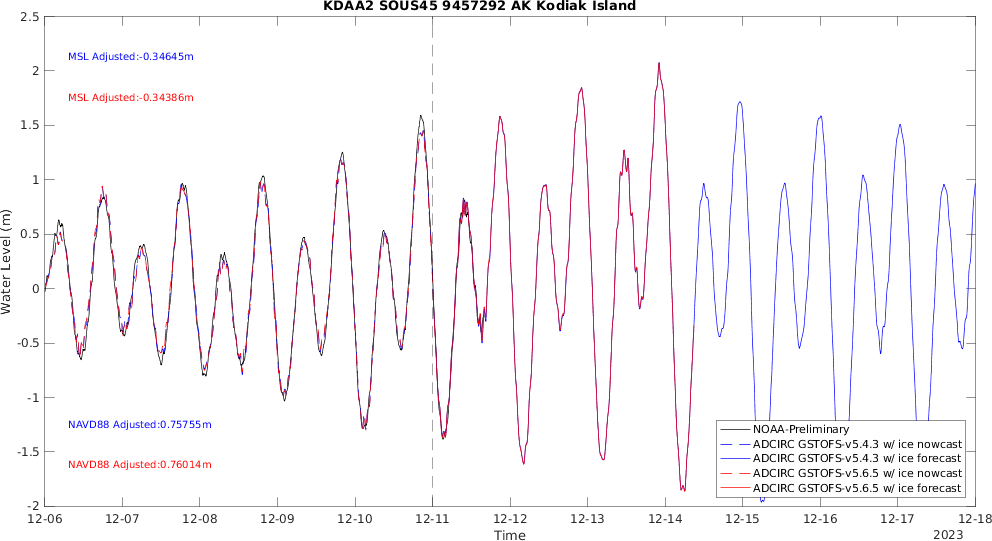 KDAA2 SOUS45 9457292 AK Kodiak Island
2.5
2
1.5
1
0.5
0
-0.5
-1
-1.5
-2
Water Level (m)
MSL Adjusted:-0.34645m
MSL Adjusted:-0.34386m
NAVD88 Adjusted:0.75755m
NAVD88 Adjusted:0.76014m
NOAA-Preliminary
ADCIRC GSTOFS-v5.4.3 w/ ice nowcast
ADCIRC GSTOFS-v5.4.3 w/ ice forecast
ADCIRC GSTOFS-v5.6.5 w/ ice nowcast
ADCIRC GSTOFS-v5.6.5 w/ ice forecast
12-06 12-07 12-08 12-09 12-10 12-11 12-12 12-13 12-14 12-15 12-16 12-17 12-18
Time
2023